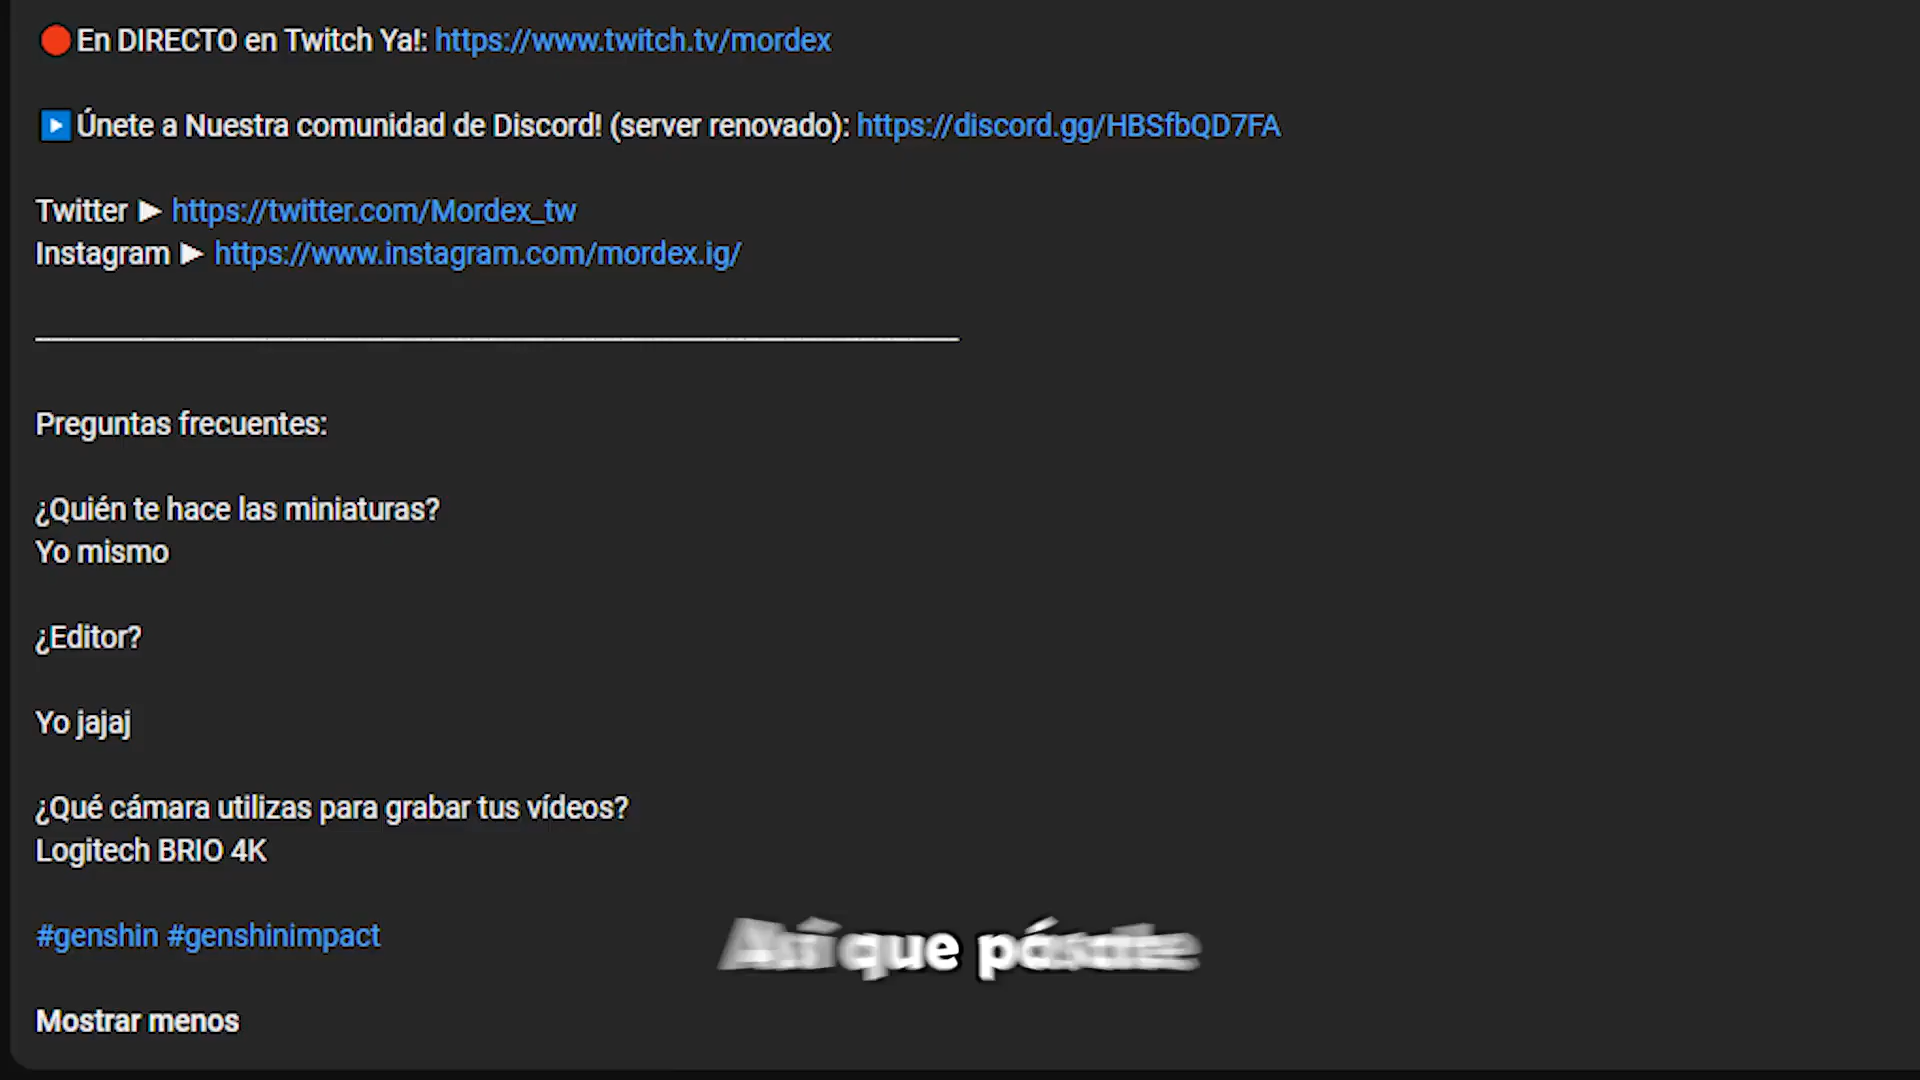 🔴En DIRECTO en Twitch Ya!: https://www.twitch.tv/mordex
▶️Únete a Nuestra comunidad de Discord! (server renovado): https://discord.gg/HBSfbQD7FA
Twitter ► https://twitter.com/Mordex_tw
Instagram ► https://www.instagram.com/mordex.ig/
Preguntas frecuentes:
¿Quién te hace las miniaturas?
Yo mismo
¿Editor?
Yo jajaj
¿Qué cámara utilizas para grabar tus vídeos?
Logitech BRIO 4K
#genshin #genshinimpact
Así que pásate
Mostrar menos